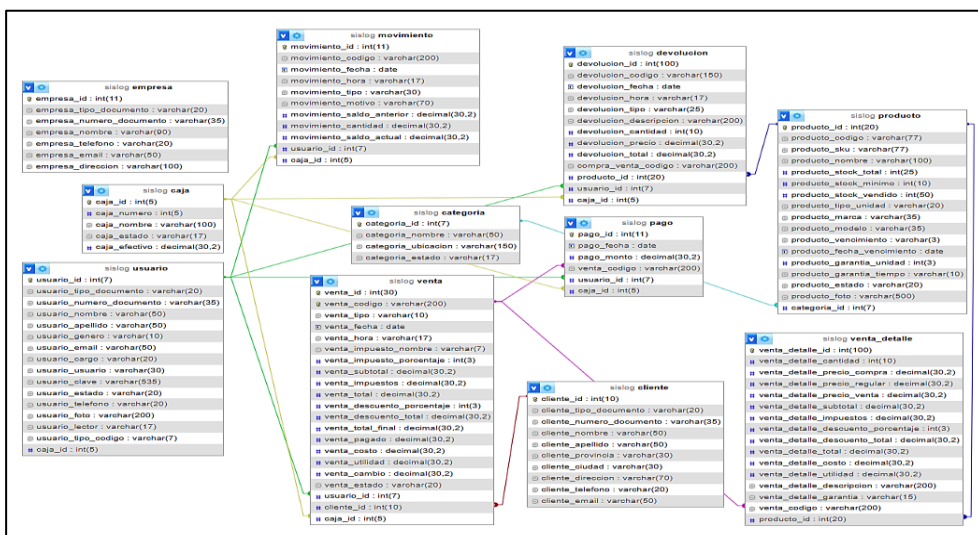 sislog empresa
empresa_id : int(11)
empresa_tipo_documento : varchar(20)
empresa_numero_documento : varchar(35)
empresa_nombre : varchar(90)
empresa_telefono : varchar(20)
empresa_email : varchar(50)
empresa_direccion : varchar(100)
sislog movimiento
movimiento_id : int(11)
movimiento_codigo : varchar(200)
movimiento_fecha : date
movimiento_hora : varchar(17)
movimiento_tipo : varchar(30)
movimiento_motivo : varchar(70)
movimiento_saldo_anterior : decimal(30,2)
movimiento_cantidad : decimal(30,2)
movimiento_saldo_actual : decimal(30,2)
usuario_id : int(7)
caja_id : int(5)
sislog devolucion
devolucion_id : int(100)
devolucion_codigo : varchar(150)
devolucion_fecha : date
devolucion_hora : varchar(17)
devolucion_tipo : varchar(25)
devolucion_descripcion : varchar(200)
devolucion_cantidad : int(10)
devolucion_precio : decimal(30,2)
devolucion_total : decimal(30,2)
compra_venta_codigo : varchar(200)
producto_id : int(20)
usuario_id : int(7)
caja_id : int(5)
sislog producto
producto_id : int(20)
producto_codigo : varchar(77)
producto_sku : varchar(77)
producto_nombre : varchar(100)
producto_stock_total : int(25)
producto_stock_minimo : int(10)
producto_stock_vendido : int(50)
producto_tipo_unidad : varchar(20)
producto_marca : varchar(35)
producto_modelo : varchar(35)
producto_vencimiento : varchar(3)
producto_fecha_vencimiento : date
producto_garantia_unidad : int(3)
producto_garantia_tiempo : varchar(10)
producto_estado : varchar(20)
producto_foto : varchar(500)
categoria_id : int(7)
sislog caja
caja_id : int(5)
caja_numero : int(5)
caja_nombre : varchar(100)
caja_estado : varchar(17)
caja_efectivo : decimal(30,2)
sislog categoria
categoria_id : int(7)
categoria_nombre : varchar(50)
categoria_ubicacion : varchar(150)
categoria_estado : varchar(17)
sislog pago
pago_id : int(11)
pago_fecha : date
pago_monto : decimal(30,2)
venta_codigo : varchar(200)
usuario_id : int(7)
caja_id : int(5)
sislog usuario
usuario_id : int(7)
usuario_tipo_documento : varchar(20)
usuario_numero_documento : varchar(35)
usuario_nombre : varchar(50)
usuario_apellido : varchar(50)
usuario_genero : varchar(10)
usuario_email : varchar(50)
usuario_cargo : varchar(20)
usuario_usuario : varchar(30)
usuario_clave : varchar(535)
usuario_estado : varchar(20)
usuario_telefono : varchar(20)
usuario_foto : varchar(200)
usuario_lector : varchar(17)
usuario_tipo_codigo : varchar(7)
caja_id : int(5)
sislog venta
venta_id : int(30)
venta_codigo : varchar(200)
venta_tipo : varchar(10)
venta_fecha : date
venta_hora : varchar(17)
venta_impuesto_nombre : varchar(7)
venta_impuesto_porcentaje : int(3)
venta_subtotal : decimal(30,2)
venta_impuestos : decimal(30,2)
venta_total : decimal(30,2)
venta_descuento_porcentaje : int(3)
venta_descuento_total : decimal(30,2)
venta_total_final : decimal(30,2)
venta_pagado : decimal(30,2)
venta_costo : decimal(30,2)
venta_utilidad : decimal(30,2)
venta_cambio : decimal(30,2)
venta_estado : varchar(20)
usuario_id : int(7)
cliente_id : int(10)
caja_id : int(5)
sislog cliente
cliente_id : int(10)
cliente_tipo_documento : varchar(20)
cliente_numero_documento : varchar(35)
cliente_nombre : varchar(50)
cliente_apellido : varchar(50)
cliente_provincia : varchar(30)
cliente_ciudad : varchar(30)
cliente_direccion : varchar(70)
cliente_telefono : varchar(20)
cliente_email : varchar(50)
sislog venta_detalle
venta_detalle_id : int(100)
venta_detalle_cantidad : int(10)
venta_detalle_precio_compra : decimal(30,2)
venta_detalle_precio_regular : decimal(30,2)
venta_detalle_precio_venta : decimal(30,2)
venta_detalle_subtotal : decimal(30,2)
venta_detalle_impuestos : decimal(30,2)
venta_detalle_descuento_porcentaje : int(3)
venta_detalle_descuento_total : decimal(30,2)
venta_detalle_total : decimal(30,2)
venta_detalle_costo : decimal(30,2)
venta_detalle_utilidad : decimal(30,2)
venta_detalle_descripcion : varchar(200)
venta_detalle_garantia : varchar(15)
venta_codigo : varchar(200)
producto_id : int(20)